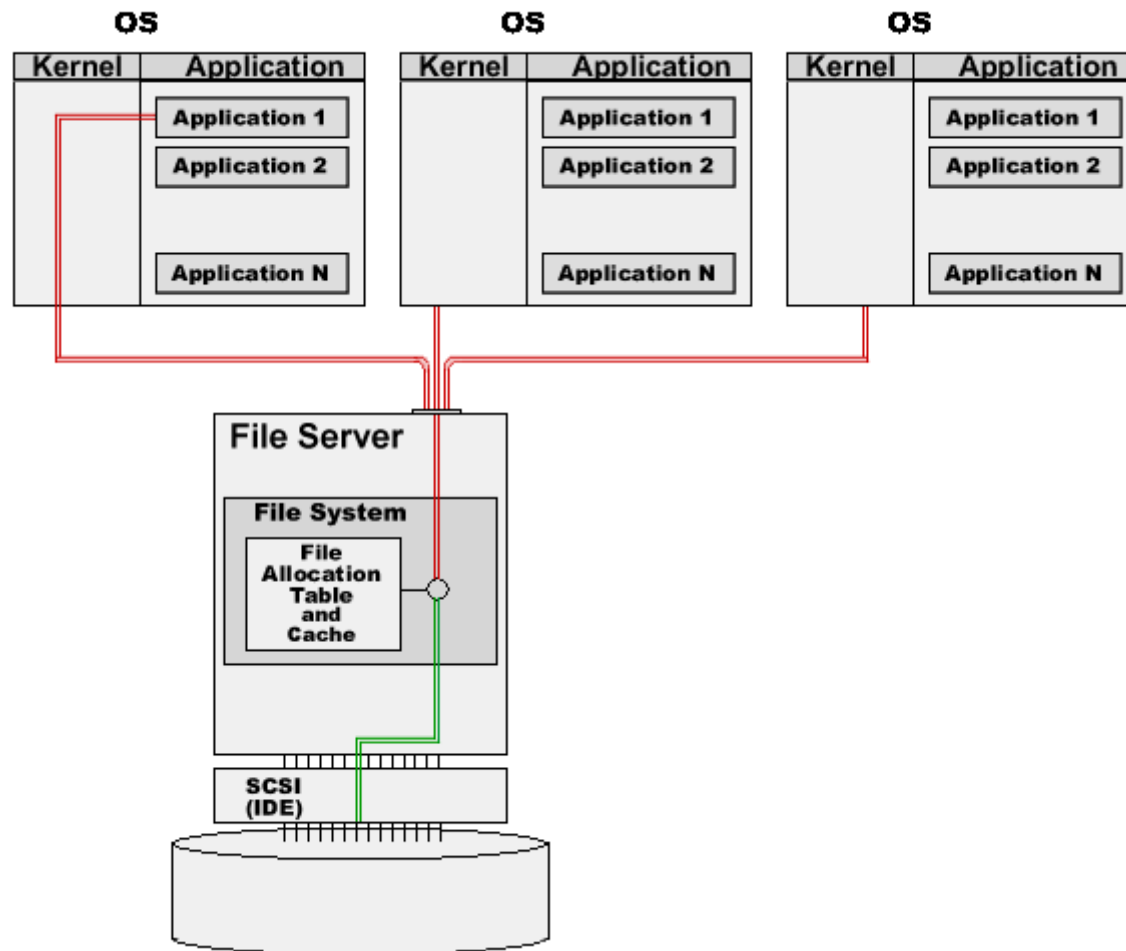 OS OS OS
Kernel Application Kernel Application Kernel Application
Application 1 Application 1 Application 1
Application 2 Application 2 Application 2
Application N Application N Application N
File Server
File System
File
Allocation
Table
and
Cache
SCSI
(IDE)